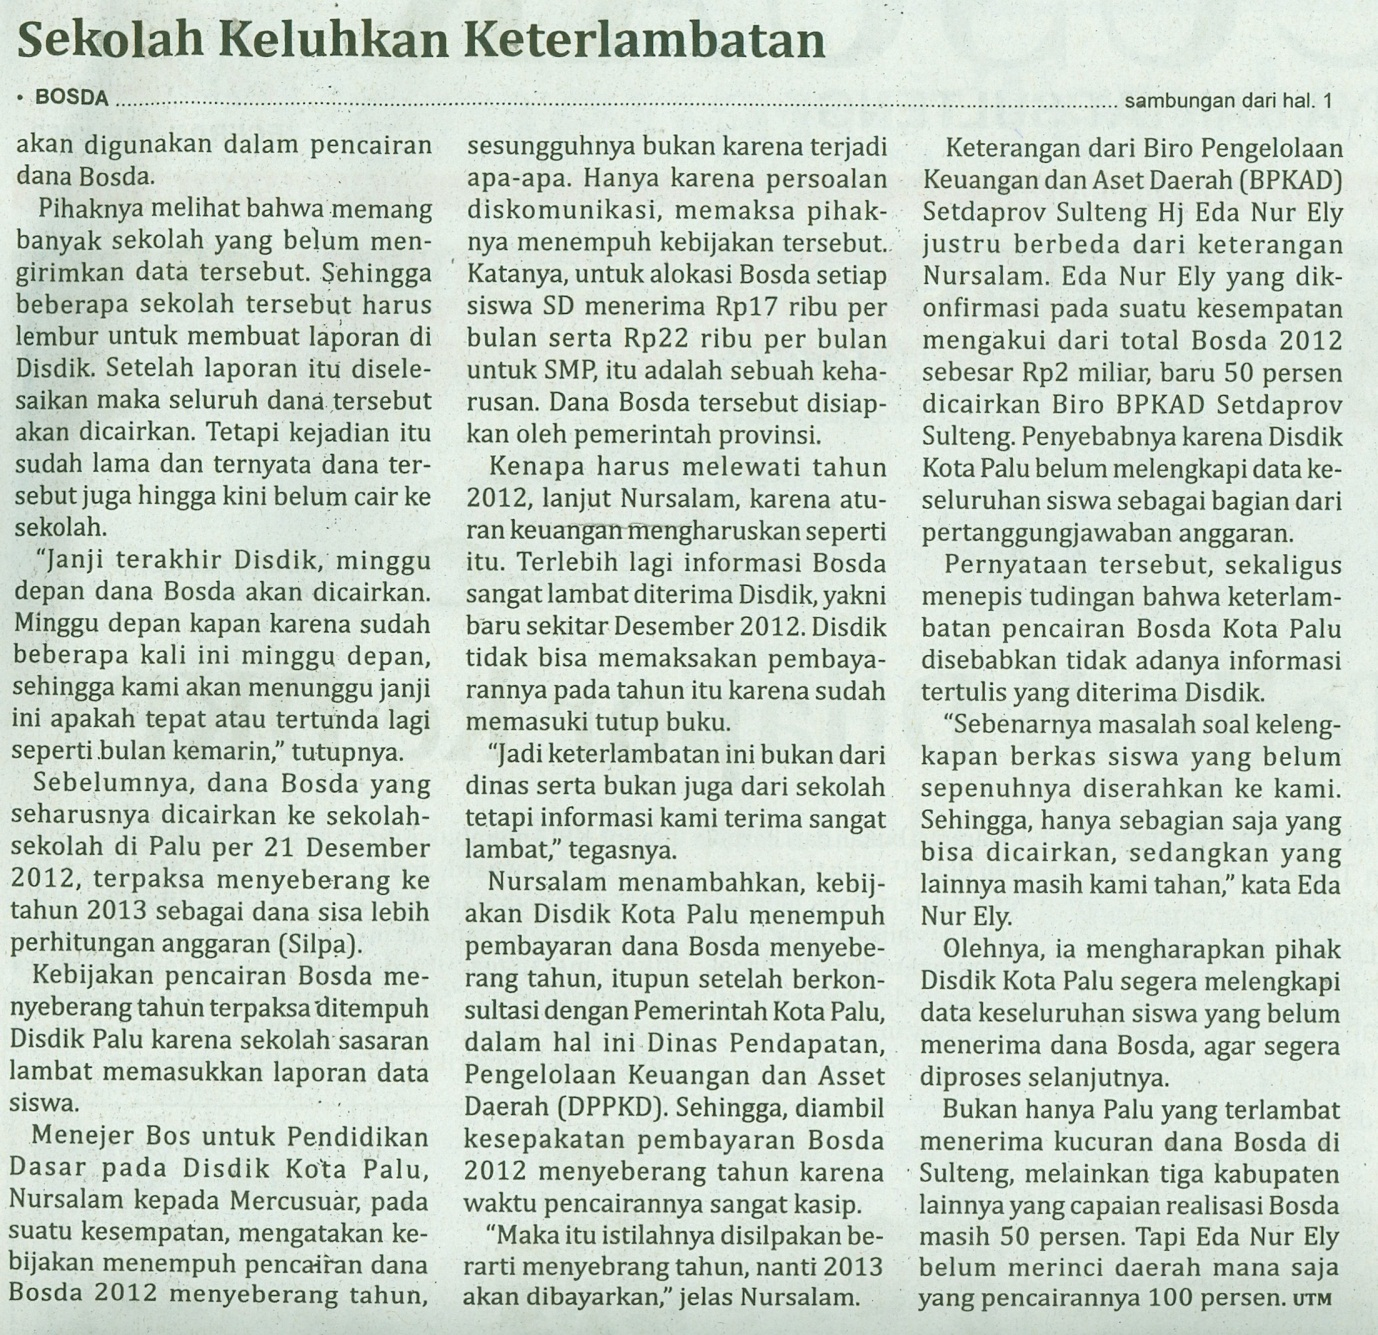 Sekolah Keluhkan Keterlambatan
• BOSDA ........................................................ sambungan dari hal. 1
akan digunakan dalam pencairan
dana Bosda.
Pihaknya melihat bahwa memang
banyak sekolah yang belum men-
girimkan data tersebut. Sehingga
beberapa sekolah tersebut harus
lembur untuk membuat laporan di
Disdik. Setelah laporan itu disele-
saikan maka seluruh dana tersebut
akan dicairkan. Tetapi kejadian itu
sudah lama dan ternyata dana ter-
sebut juga hingga kini belum cair ke
sekolah.
“Janji terakhir Disdik, minggu
depan dana Bosda akan dicairkan.
Minggu depan kapan karena sudah
beberapa kali ini minggu depan,
sehingga kami akan menunggu janji
ini apakah tepat atau tertunda lagi
seperti bulan kemarin,” tutupnya.
Sebelumnya, dana Bosda yang
seharusnya dicairkan ke sekolah-
sekolah di Palu per 21 Desember
2012, terpaksa menyeberang ke
tahun 2013 sebagai dana sisa lebih
perhitungan anggaran (Silpa).
Kebijakan pencairan Bosda me-
nyeberang tahun terpaksa ditempuh
Disdik Palu karena sekolah sasaran
lambat memasukkan laporan data
siswa.
Menejer Bos untuk Pendidikan
Dasar pada Disdik Kota Palu,
Nursalam kepada Mercusuar, pada
suatu kesempatan, mengatakan ke-
bijakan menempuh pencairan dana
Bosda 2012 menyeberang tahun,
sesungguhnya bukan karena terjadi
apa-apa. Hanya karena persoalan
diskomunikasi, memaksa pihak-
nya menempuh kebijakan tersebut.
Katanya, untuk alokasi Bosda setiap
siswa SD menerima Rp17 ribu per
bulan serta Rp22 ribu per bulan
untuk SMP, itu adalah sebuah keha-
rusan. Dana Bosda tersebut disiap-
kan oleh pemerintah provinsi.
Kenapa harus melewati tahun
2012, lanjut Nursalam, karena atu-
ran keuangan mengharuskan seperti
itu. Terlebih lagi informasi Bosda
sangat lambat diterima Disdik, yakni
baru sekitar Desember 2012. Disdik
tidak bisa memaksakan pembaya-
rannya pada tahun itu karena sudah
memasuki tutup buku.
“Jadi keterlambatan ini bukan dari
dinas serta bukan juga dari sekolah
tetapi informasi kami terima sangat
lambat,” tegasnya.
Nursalam menambahkan, kebij-
akan Disdik Kota Palu menempuh
pembayaran dana Bosda menyebe-
rang tahun, itupun setelah berkon-
sultasi dengan Pemerintah Kota Palu,
dalam hal ini Dinas Pendapatan,
Pengelolaan Keuangan dan Asset
Daerah (DPPKD). Sehingga, diambil
kesepakatan pembayaran Bosda
2012 menyeberang tahun karena
waktu pencairannya sangat kasip.
“Maka itu istilahnya disilpakan be-
rarti menyebrang tahun, nanti 2013
akan dibayarkan,” jelas Nursalam.
Keterangan dari Biro Pengelolaan
Keuangan dan Aset Daerah (BPKAD)
Setdaprov Sulteng Hj Eda Nur Ely
justru berbeda dari keterangan
Nursalam. Eda Nur Ely yang dik-
onfirmasi pada suatu kesempatan
mengakui dari total Bosda 2012
sebesar Rp2 miliar, baru 50 persen
dicairkan Biro BPKAD Setdaprov
Sulteng. Penyebabnya karena Disdik
Kota Palu belum melengkapi data ke-
seluruhan siswa sebagai bagian dari
pertanggungjawaban anggaran.
Pernyataan tersebut, sekaligus
menepis tudingan bahwa keterlam-
batan pencairan Bosda Kota Palu
disebabkan tidak adanya informasi
tertulis yang diterima Disdik.
“Sebenarnya masalah soal keleng-
kapan berkas siswa yang belum
sepenuhnya diserahkan ke kami.
Sehingga, hanya sebagian saja yang
bisa dicairkan, sedangkan yang
lainnya masih kami tahan,” kata Eda
Nur Ely.
Olehnya, ia mengharapkan pihak
Disdik Kota Palu segera melengkapi
data keseluruhan siswa yang belum
menerima dana Bosda, agar segera
diproses selanjutnya.
Bukan hanya Palu yang terlambat
menerima kucuran dana Bosda di
Sulteng, melainkan tiga kabupaten
lainnya yang capaian realisasi Bosda
masih 50 persen. Tapi Eda Nur Ely
belum merinci daerah mana saja
yang pencairannya 100 persen. UTM